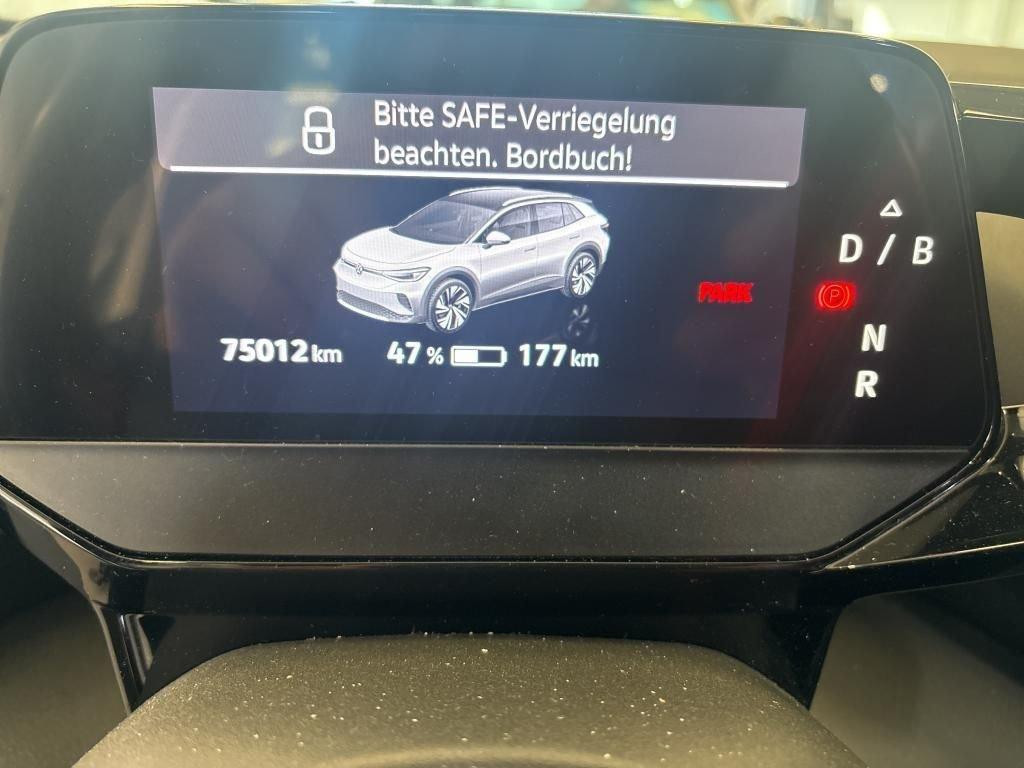 Bitte SAFE-Verriegelung
beachten. Bordbuch!
D / B
PARK
P
75012 km 47 % 177 km
N
R